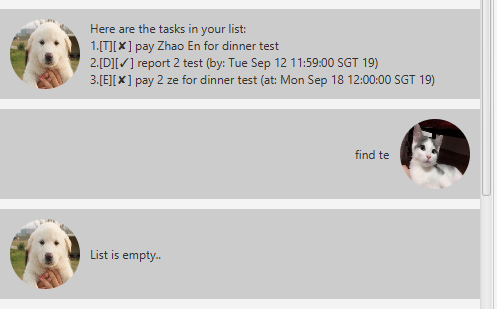 Here are the tasks in your list:
1.[T][✘] pay Zhao En for dinner test
2.[D][✓] report 2 test (by: Tue Sep 12 11:59:00 SGT 19)
3.[E][✘] pay 2 ze for dinner test (at: Mon Sep 18 12:00:00 SGT 19)
find te
List is empty..